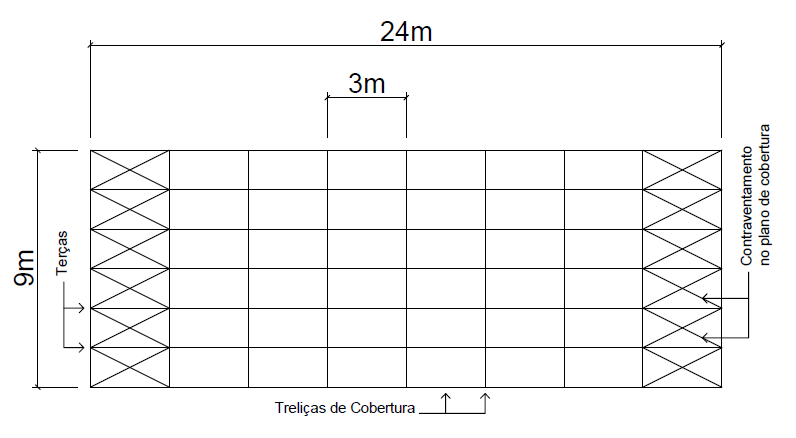 24m
3m
9m
Terças
Contraventamento
no plano de cobertura
Treliças de Cobertura